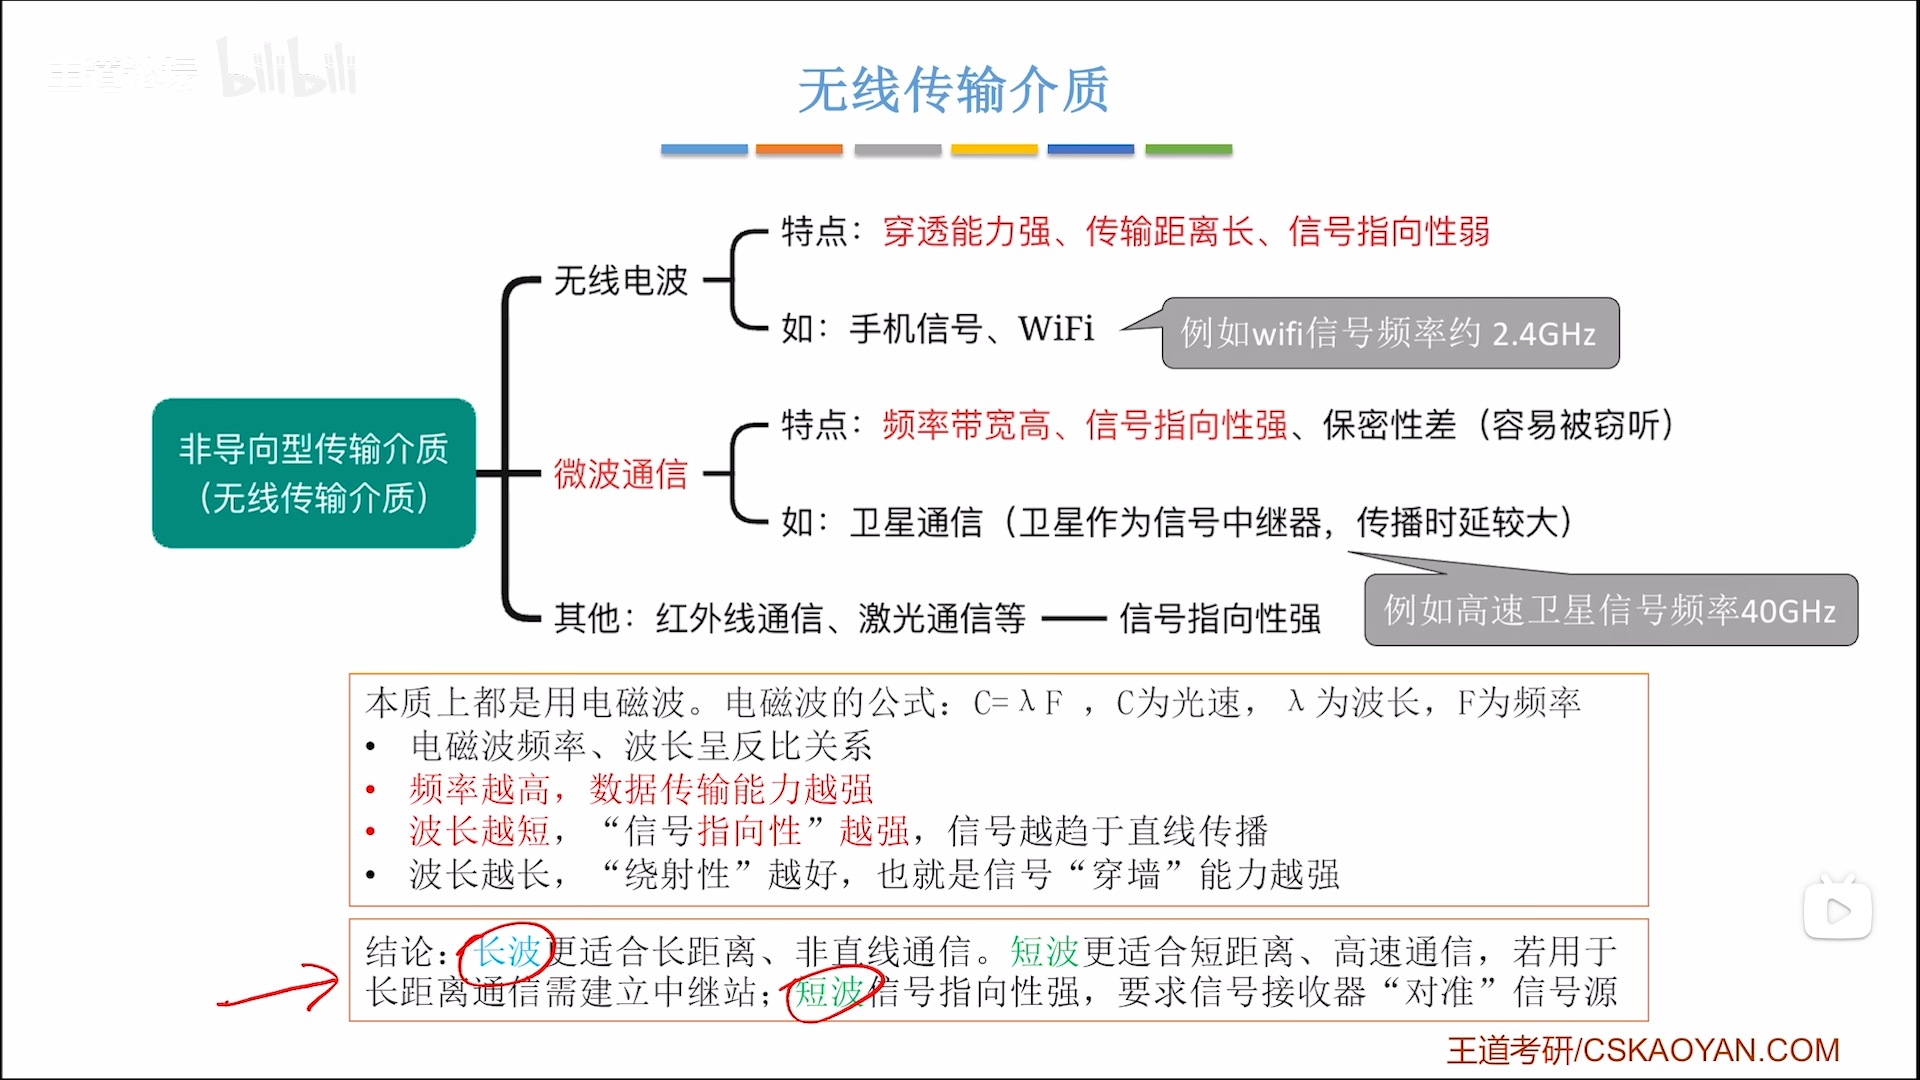 王道论坛 bilibili
无线传输介质
特点：穿透能力强、传输距离长、信号指向性弱
无线电波
如：手机信号、WiFi
例如wifi信号频率约 2.4GHz
非导向型传输介质
（无线传输介质）
特点：频率带宽高、信号指向性强、保密性差（容易被窃听）
微波通信
如：卫星通信（卫星作为信号中继器，传播时延较大）
例如高速卫星信号频率40GHz
其他：红外线通信、激光通信等
信号指向性强
本质上都是用电磁波。电磁波的公式：C=λF ，C为光速，λ为波长，F为频率
• 电磁波频率、波长呈反比关系
• 频率越高，数据传输能力越强
• 波长越短，“信号指向性”越强，信号越趋于直线传播
• 波长越长，“绕射性”越好，也就是信号“穿墙”能力越强
结论：长波更适合长距离、非直线通信。短波更适合短距离、高速通信，若用于
长距离通信需建立中继站；短波信号指向性强，要求信号接收器“对准”信号源
王道考研/CSKAOYAN.COM